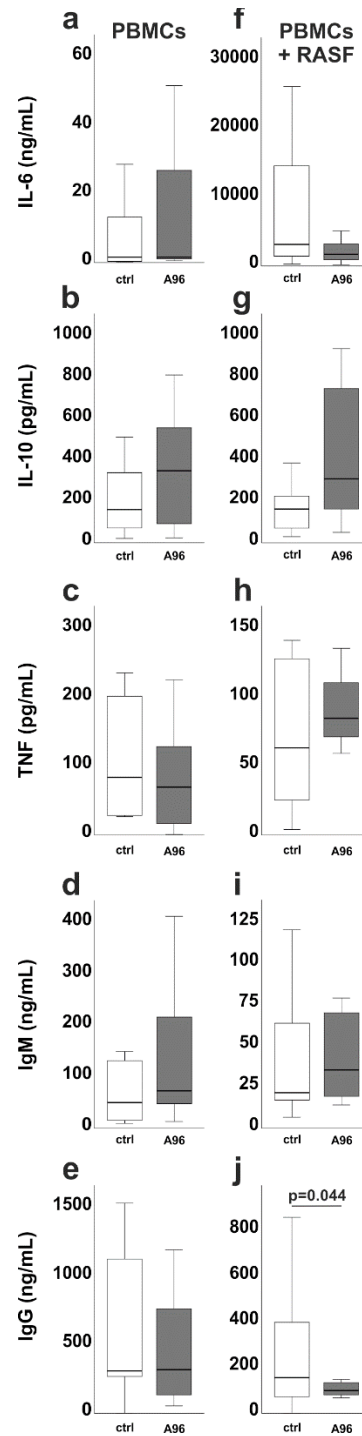 a PBMCs
60
40
20
0
IL-6 (ng/mL)
ctrl A96
f PBMCs
+ RASF
30000
20000
10000
0
ctrl A96
b
1000
800
600
400
200
0
IL-10 (pg/mL)
ctrl A96
g
1000
800
600
400
200
0
ctrl A96
c
300
200
100
0
TNF (pg/mL)
ctrl A96
h
150
100
50
0
ctrl A96
d
400
300
200
100
0
IgM (ng/mL)
ctrl A96
i
125
100
75
50
25
0
ctrl A96
e
1500
1000
500
0
IgG (ng/mL)
ctrl A96
j
p=0.044
800
600
400
200
0
ctrl A96